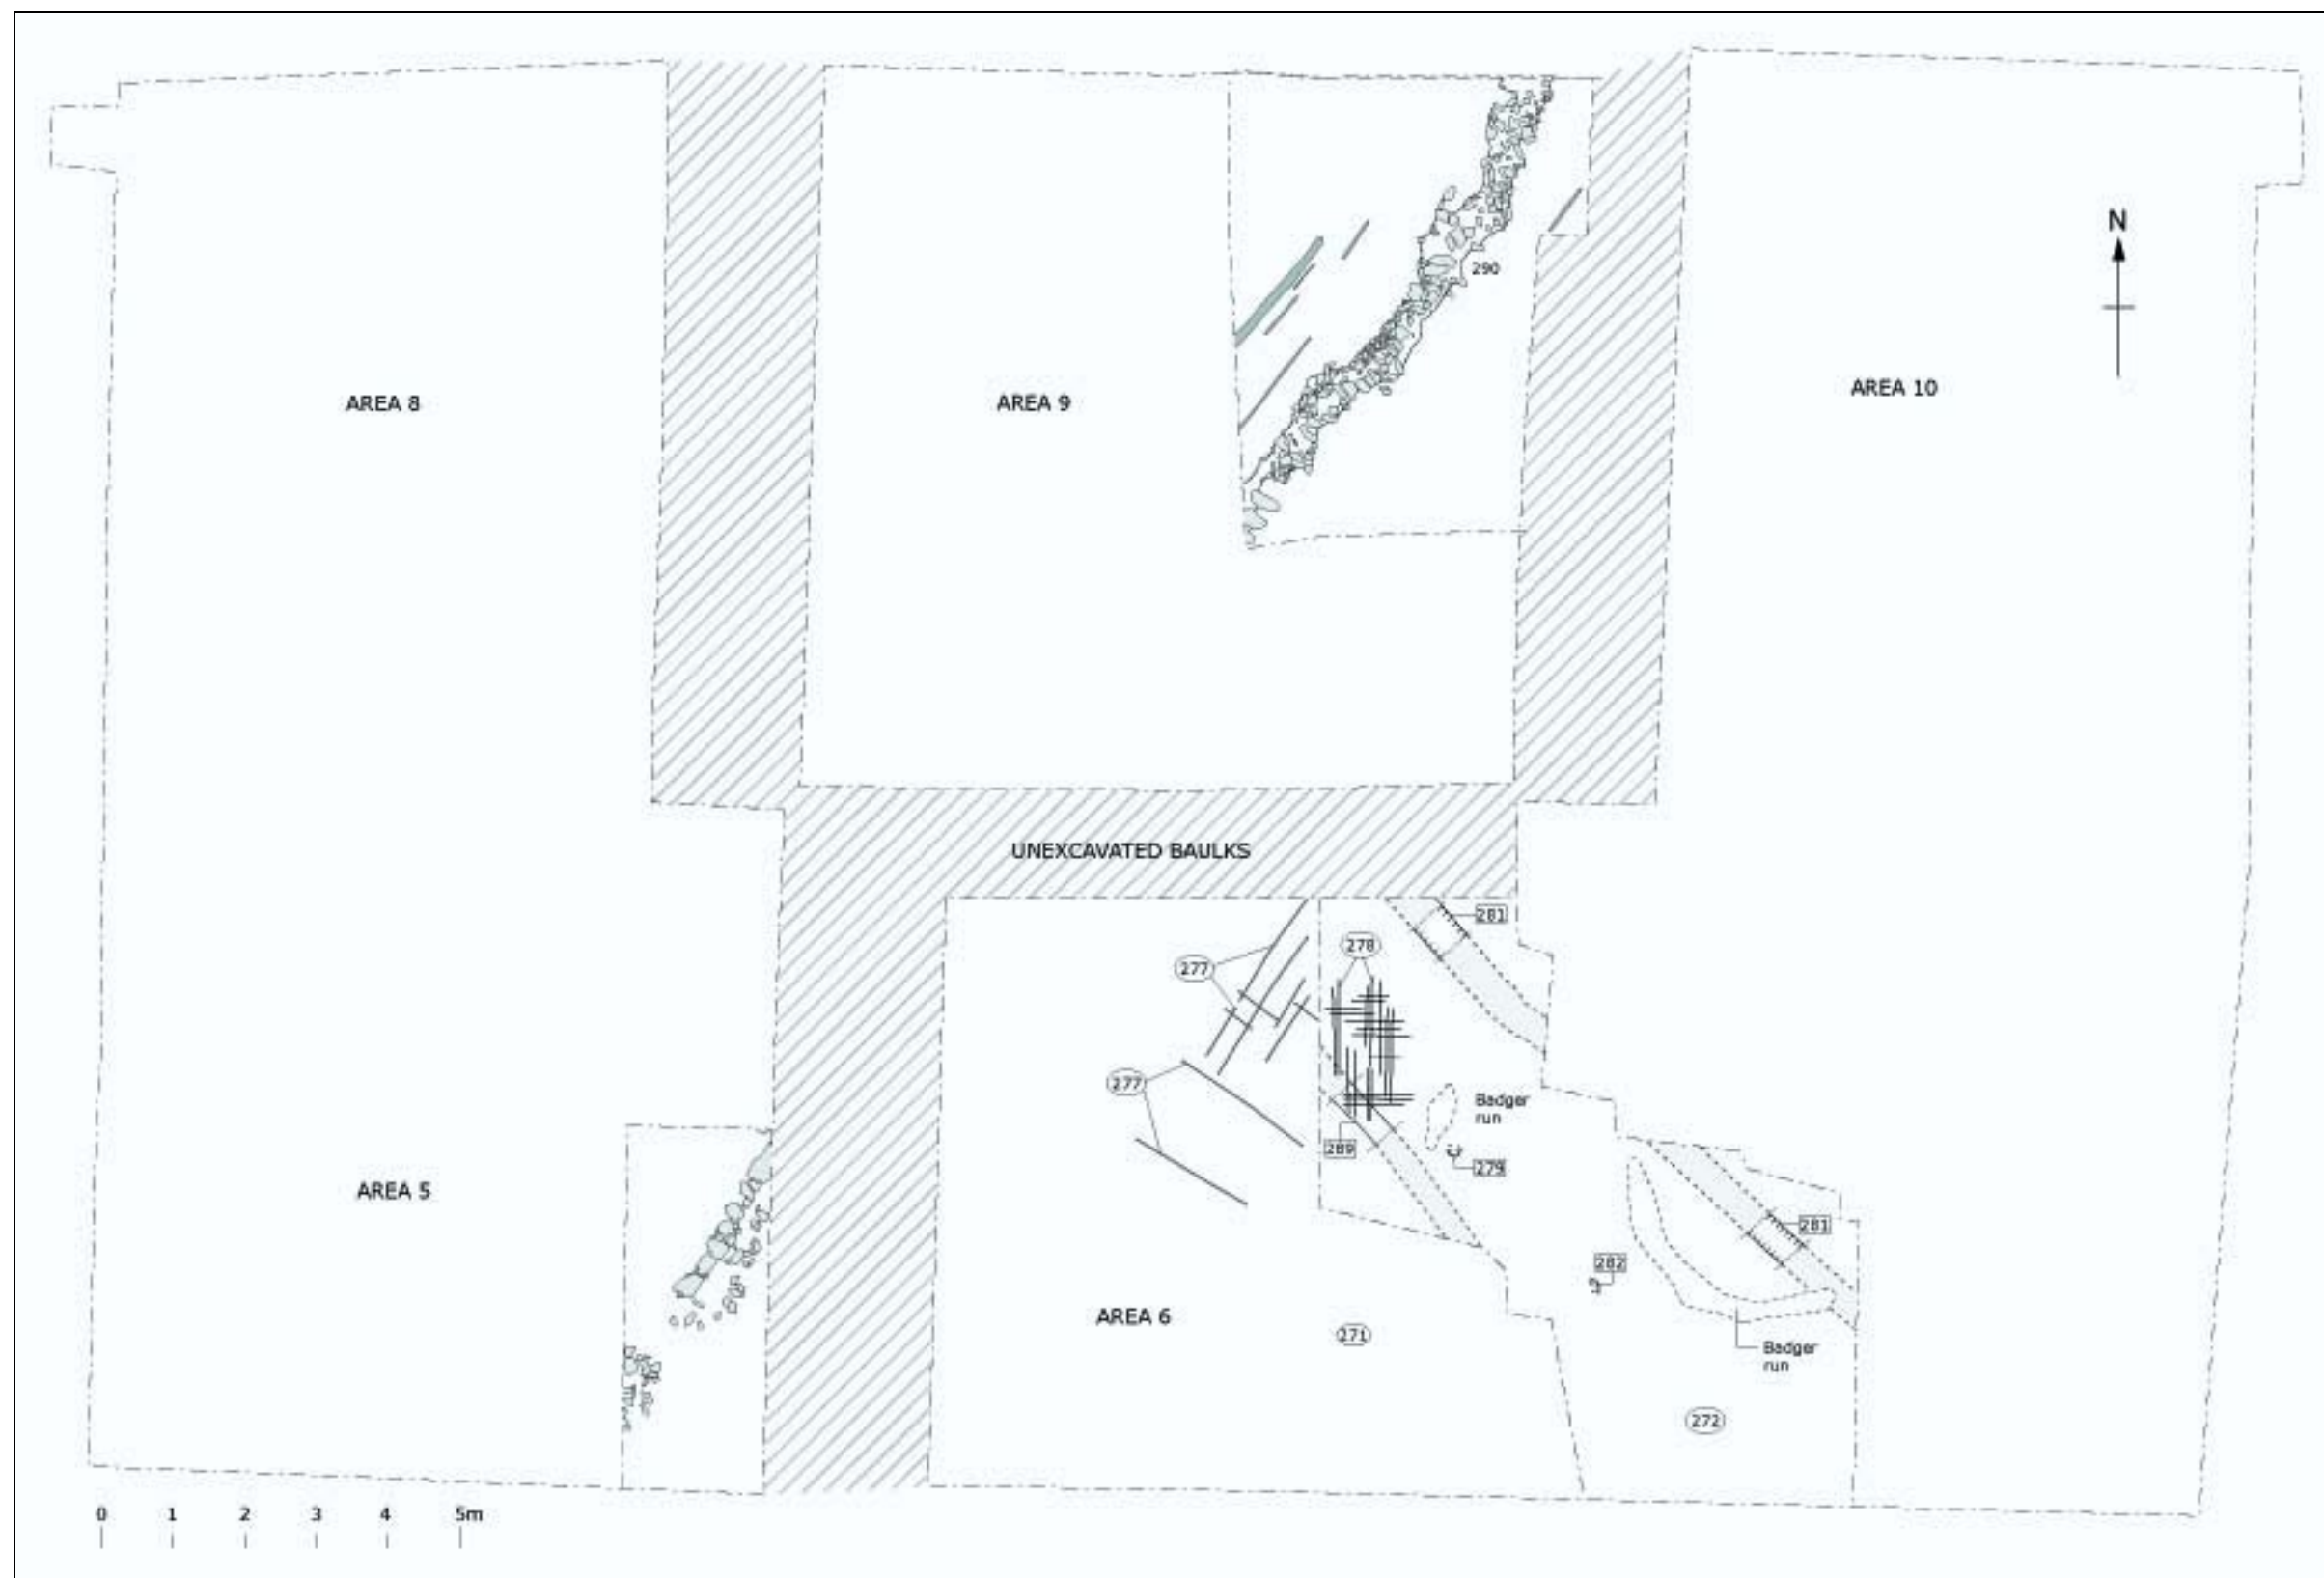 N
290
AREA 8
AREA 9
AREA 10
UNEXCAVATED BAULKS
281
278
277
277
Badger
run
289
279
AREA 5
281
282
AREA 6
271
Badger
run
272
0 1 2 3 4 5m